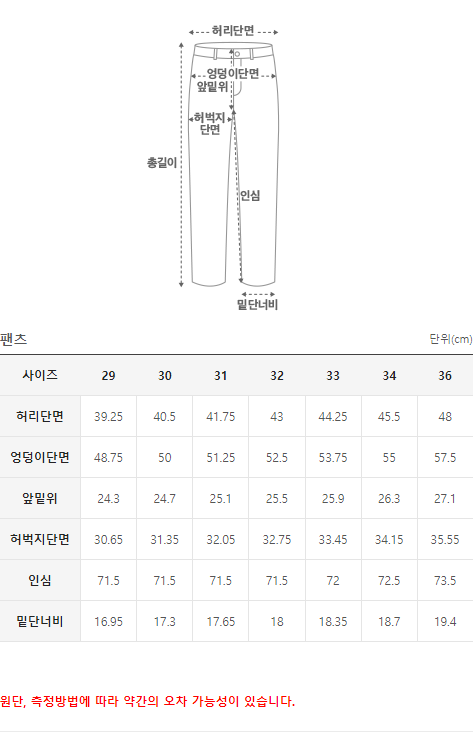 허리단면
엉덩이단면
앞밑위
허벅지
단면
총길이
인심
밑단너비
팬츠 단위(cm)
사이즈 29 30 31 32 33 34 36
허리단면 39.25 40.5 41.75 43 44.25 45.5 48
엉덩이단면 48.75 50 51.25 52.5 53.75 55 57.5
앞밑위 24.3 24.7 25.1 25.5 25.9 26.3 27.1
허벅지단면 30.65 31.35 32.05 32.75 33.45 34.15 35.55
인심 71.5 71.5 71.5 71.5 72 72.5 73.5
밑단너비 16.95 17.3 17.65 18 18.35 18.7 19.4
원단, 측정방법에 따라 약간의 오차 가능성이 있습니다.